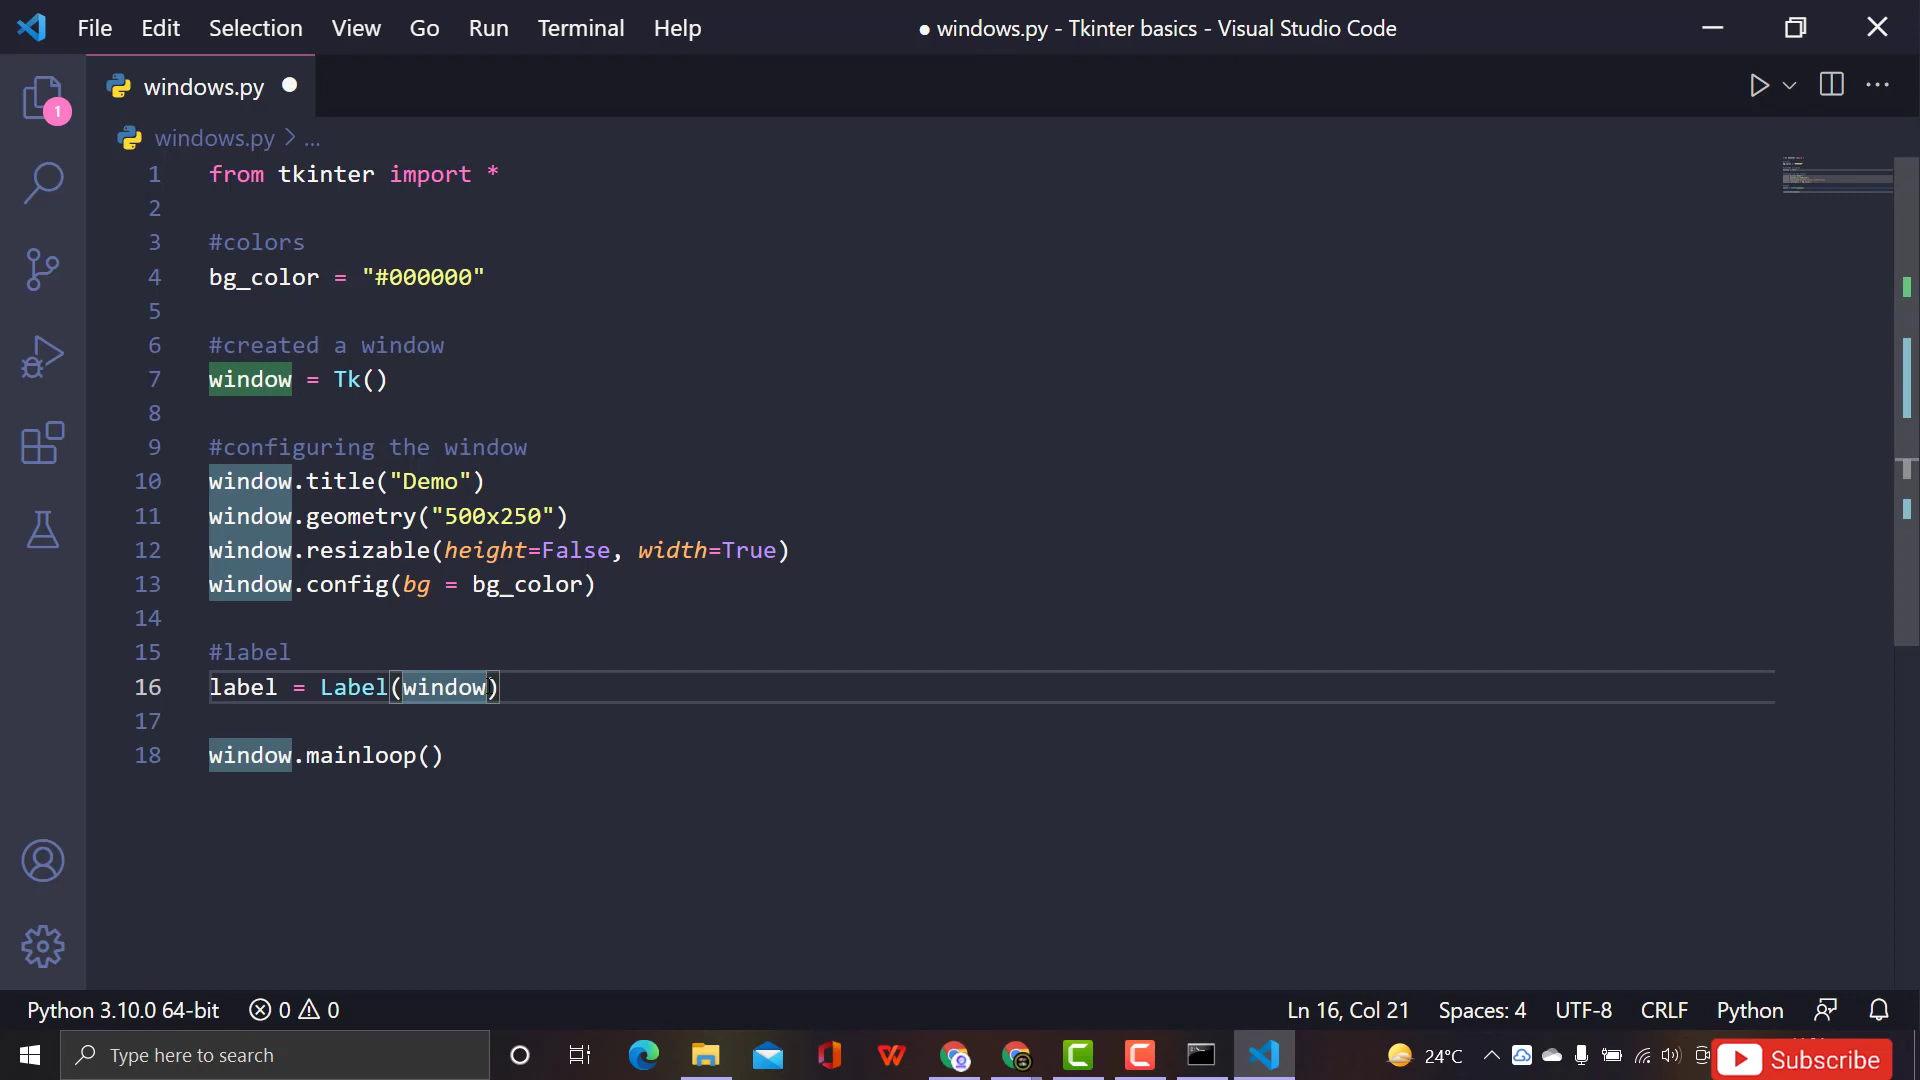 File Edit Selection View Go Run Terminal Help
● windows.py - Tkinter basics - Visual Studio Code
windows.py
1
windows.py > ...
1 from tkinter import *
2
3 #colors
4 bg_color = "#000000"
5
6 #created a window
7 window = Tk()
8
9 #configuring the window
10 window.title("Demo")
11 window.geometry("500x250")
12 window.resizable(height=False, width=True)
13 window.config(bg = bg_color)
14
15 #label
16 label = Label(window)
17
18 window.mainloop()
Python 3.10.0 64-bit 0 0 Ln 16, Col 21 Spaces: 4 UTF-8 CRLF Python
Type here to search 24°C Subscribe